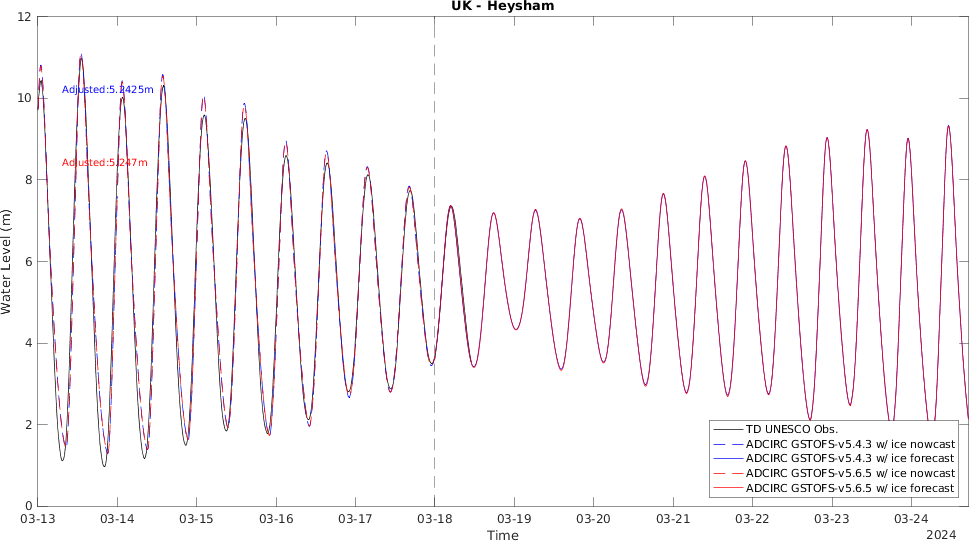 UK - Heysham
12
10
8
6
4
2
0
Water Level (m)
Adjusted:5.2425m
Adjusted:5.247m
TD UNESCO Obs.
ADCIRC GSTOFS-v5.4.3 w/ ice nowcast
ADCIRC GSTOFS-v5.4.3 w/ ice forecast
ADCIRC GSTOFS-v5.6.5 w/ ice nowcast
ADCIRC GSTOFS-v5.6.5 w/ ice forecast
03-13 03-14 03-15 03-16 03-17 03-18 03-19 03-20 03-21 03-22 03-23 03-24
Time
2024